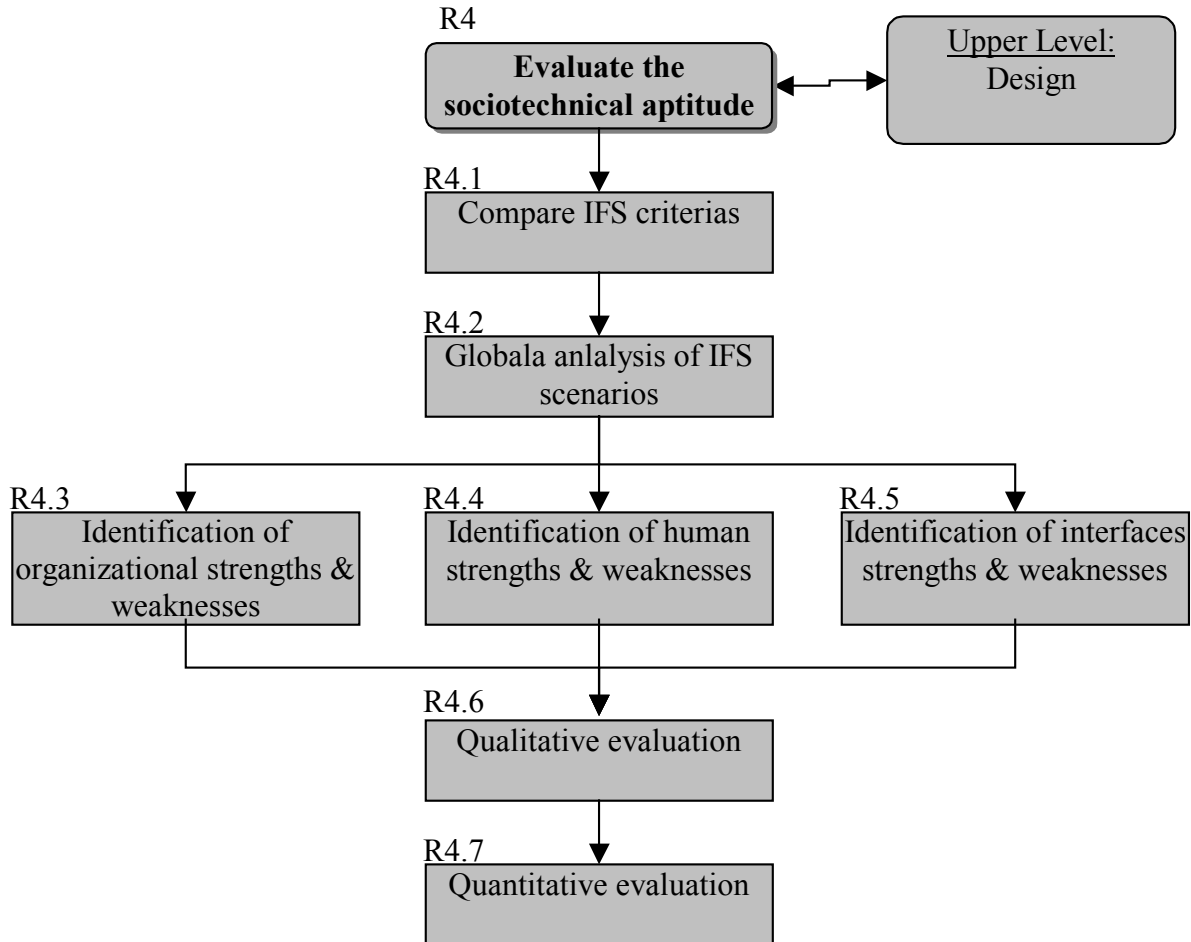 R4
Evaluate the
sociotechnical aptitude
Upper Level:
Design
R4.1
Compare IFS criterias
R4.2
Globala anlalysis of IFS
scenarios
R4.3
Identification of
organizational strengths &
weaknesses
R4.4
Identification of human
strengths & weaknesses
R4.5
Identification of interfaces
strengths & weaknesses
R4.6
Qualitative evaluation
R4.7
Quantitative evaluation